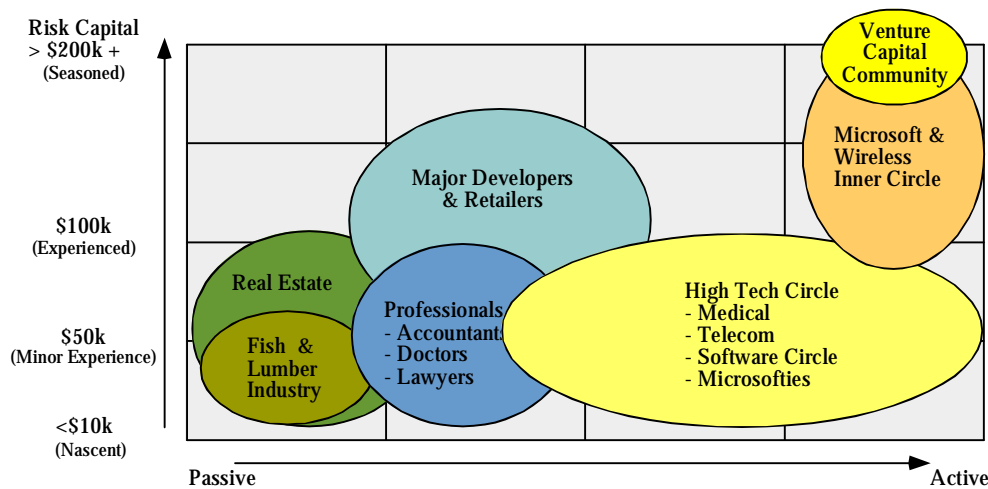 Risk Capital
> $200k +
(Seasoned)
$100k
(Experienced)
$50k
(Minor Experience)
<$10k
(Nascent)
Venture
Capital
Community
Microsoft &
Wireless
Inner Circle
Major Developers
& Retailers
Real Estate
Fish &
Lumber
Industry
Professionals
- Accountants
- Doctors
- Lawyers
High Tech Circle
- Medical
- Telecom
- Software Circle
- Microsofties
Passive
Active